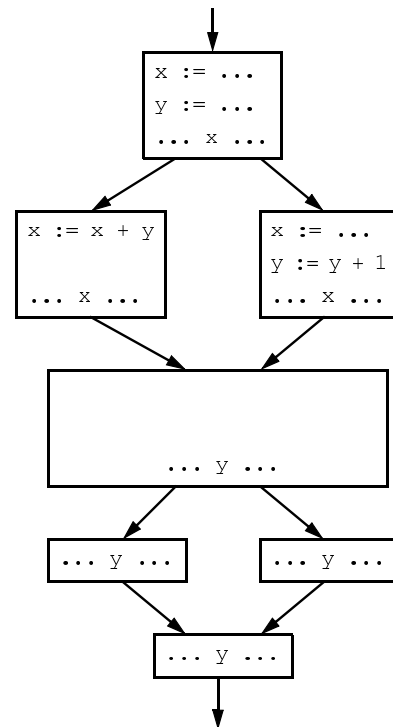 x := ...
y := ...
... x ...
x := x + y
... x ...
x := ...
y := y + 1
... x ...
... y ...
... y ...
... y ...
... y ...